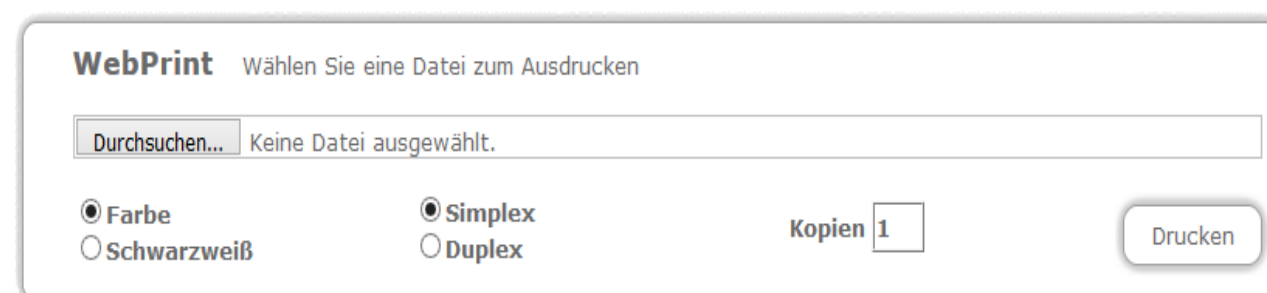 WebPrint Wählen Sie eine Datei zum Ausdrucken
Durchsuchen... Keine Datei ausgewählt.
Farbe Simplex Kopien 1 Drucken
Schwarzweiß Duplex